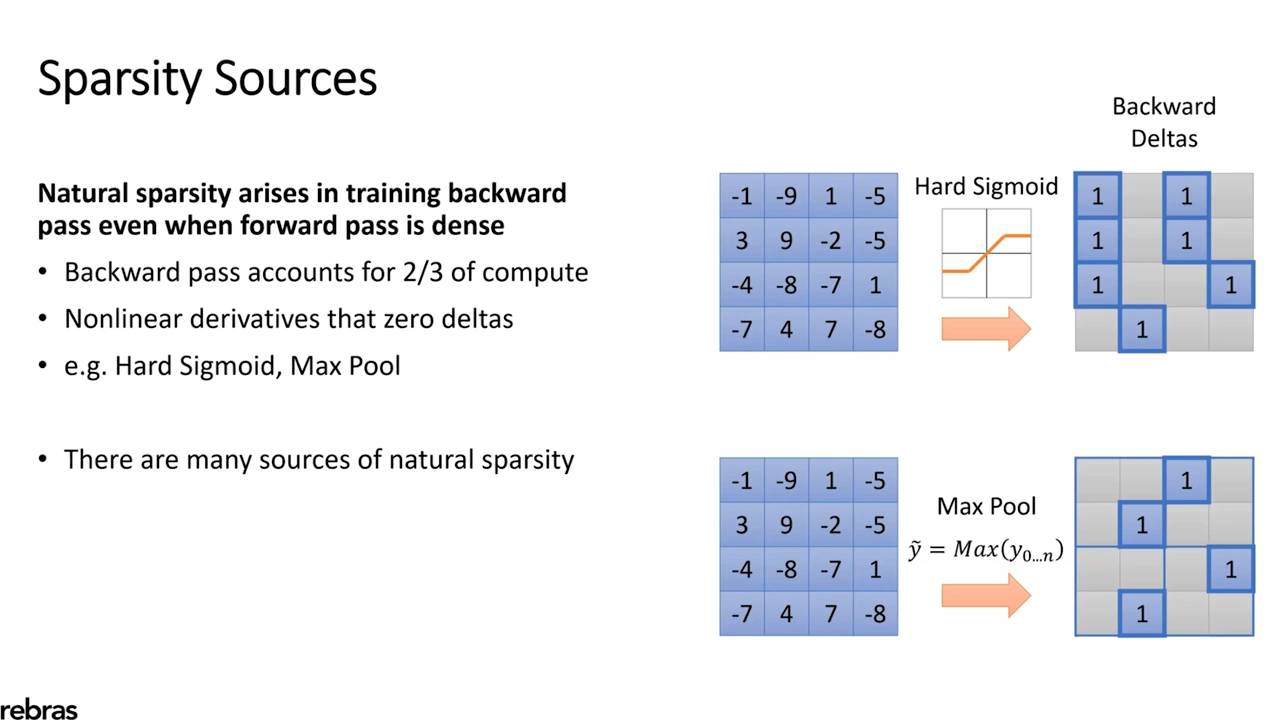 Sparsity Sources
Natural sparsity arises in training backward
pass even when forward pass is dense
• Backward pass accounts for 2/3 of compute
• Nonlinear derivatives that zero deltas
• e.g. Hard Sigmoid, Max Pool
• There are many sources of natural sparsity
Backward
Deltas
-1 -9 1 -5
3 9 -2 -5
-4 -8 -7 1
-7 4 7 -8
Hard Sigmoid
1 1
1 1
1 1
1
-1 -9 1 -5
3 9 -2 -5
-4 -8 -7 1
-7 4 7 -8
Max Pool
ỹ = Max(y₀…ₙ)
1
1
1
1
rebras